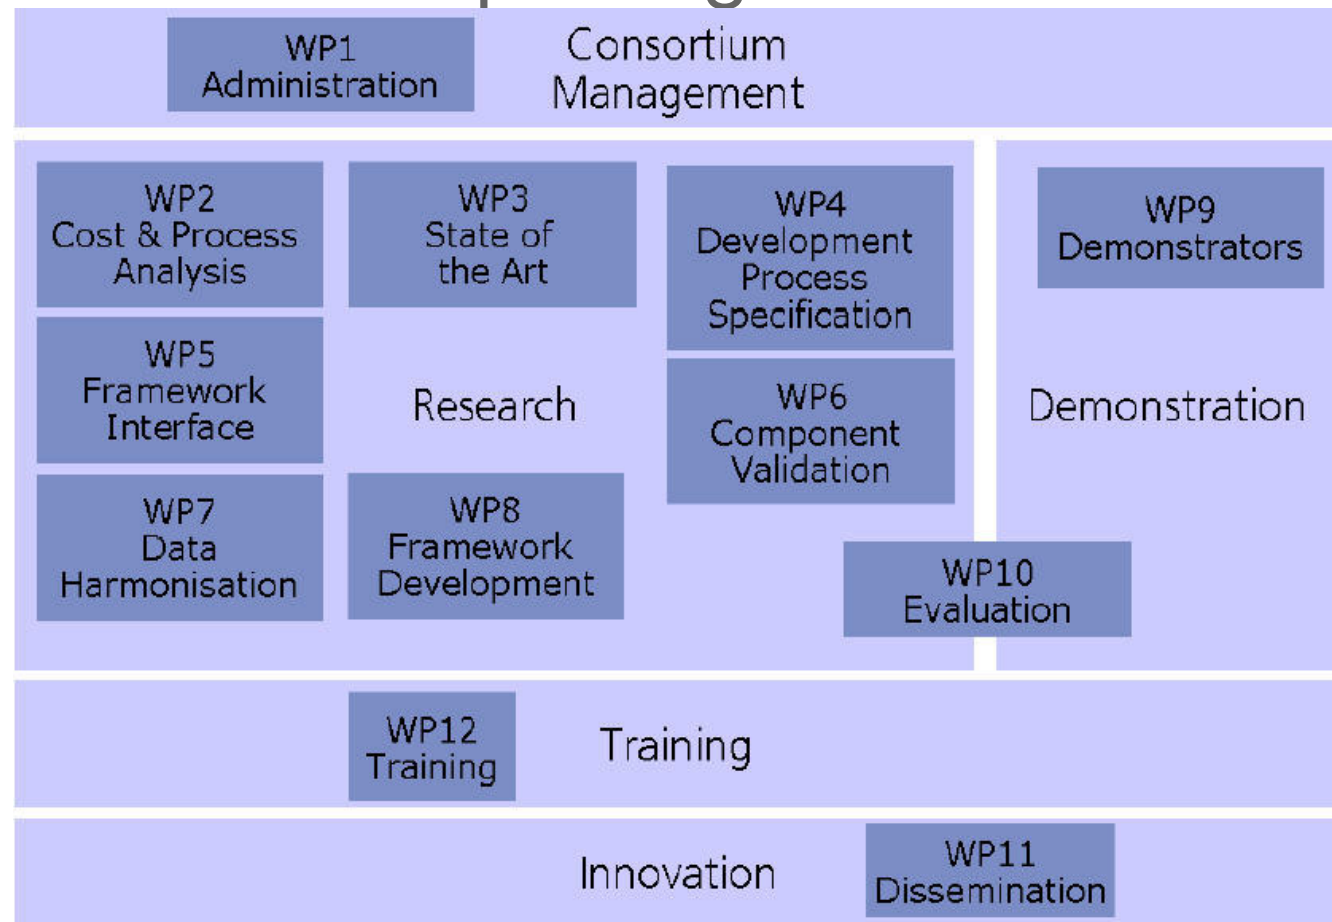 WP1
Administration
Consortium
Management
WP2
Cost & Process
Analysis
WP3
State of
the Art
WP4
Development
Process
Specification
WP9
Demonstrators
WP5
Framework
Interface
Research
WP6
Component
Validation
Demonstration
WP7
Data
Harmonisation
WP8
Framework
Development
WP10
Evaluation
WP12
Training
Training
Innovation
WP11
Dissemination